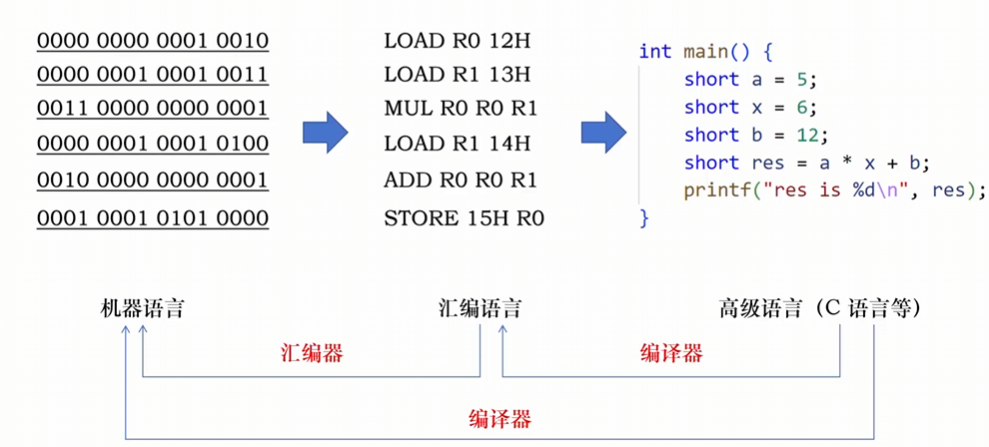 0000 0000 0001 0010
0000 0001 0001 0011
0011 0000 0000 0001
0000 0001 0001 0100
0010 0000 0000 0001
0001 0001 0101 0000
LOAD R0 12H
LOAD R1 13H
MUL R0 R0 R1
LOAD R1 14H
ADD R0 R0 R1
STORE 15H R0
int main() {
    short a = 5;
    short x = 6;
    short b = 12;
    short res = a * x + b;
    printf("res is %d\n", res);
}
机器语言
汇编语言
高级语言（C 语言等）
汇编器
编译器
编译器